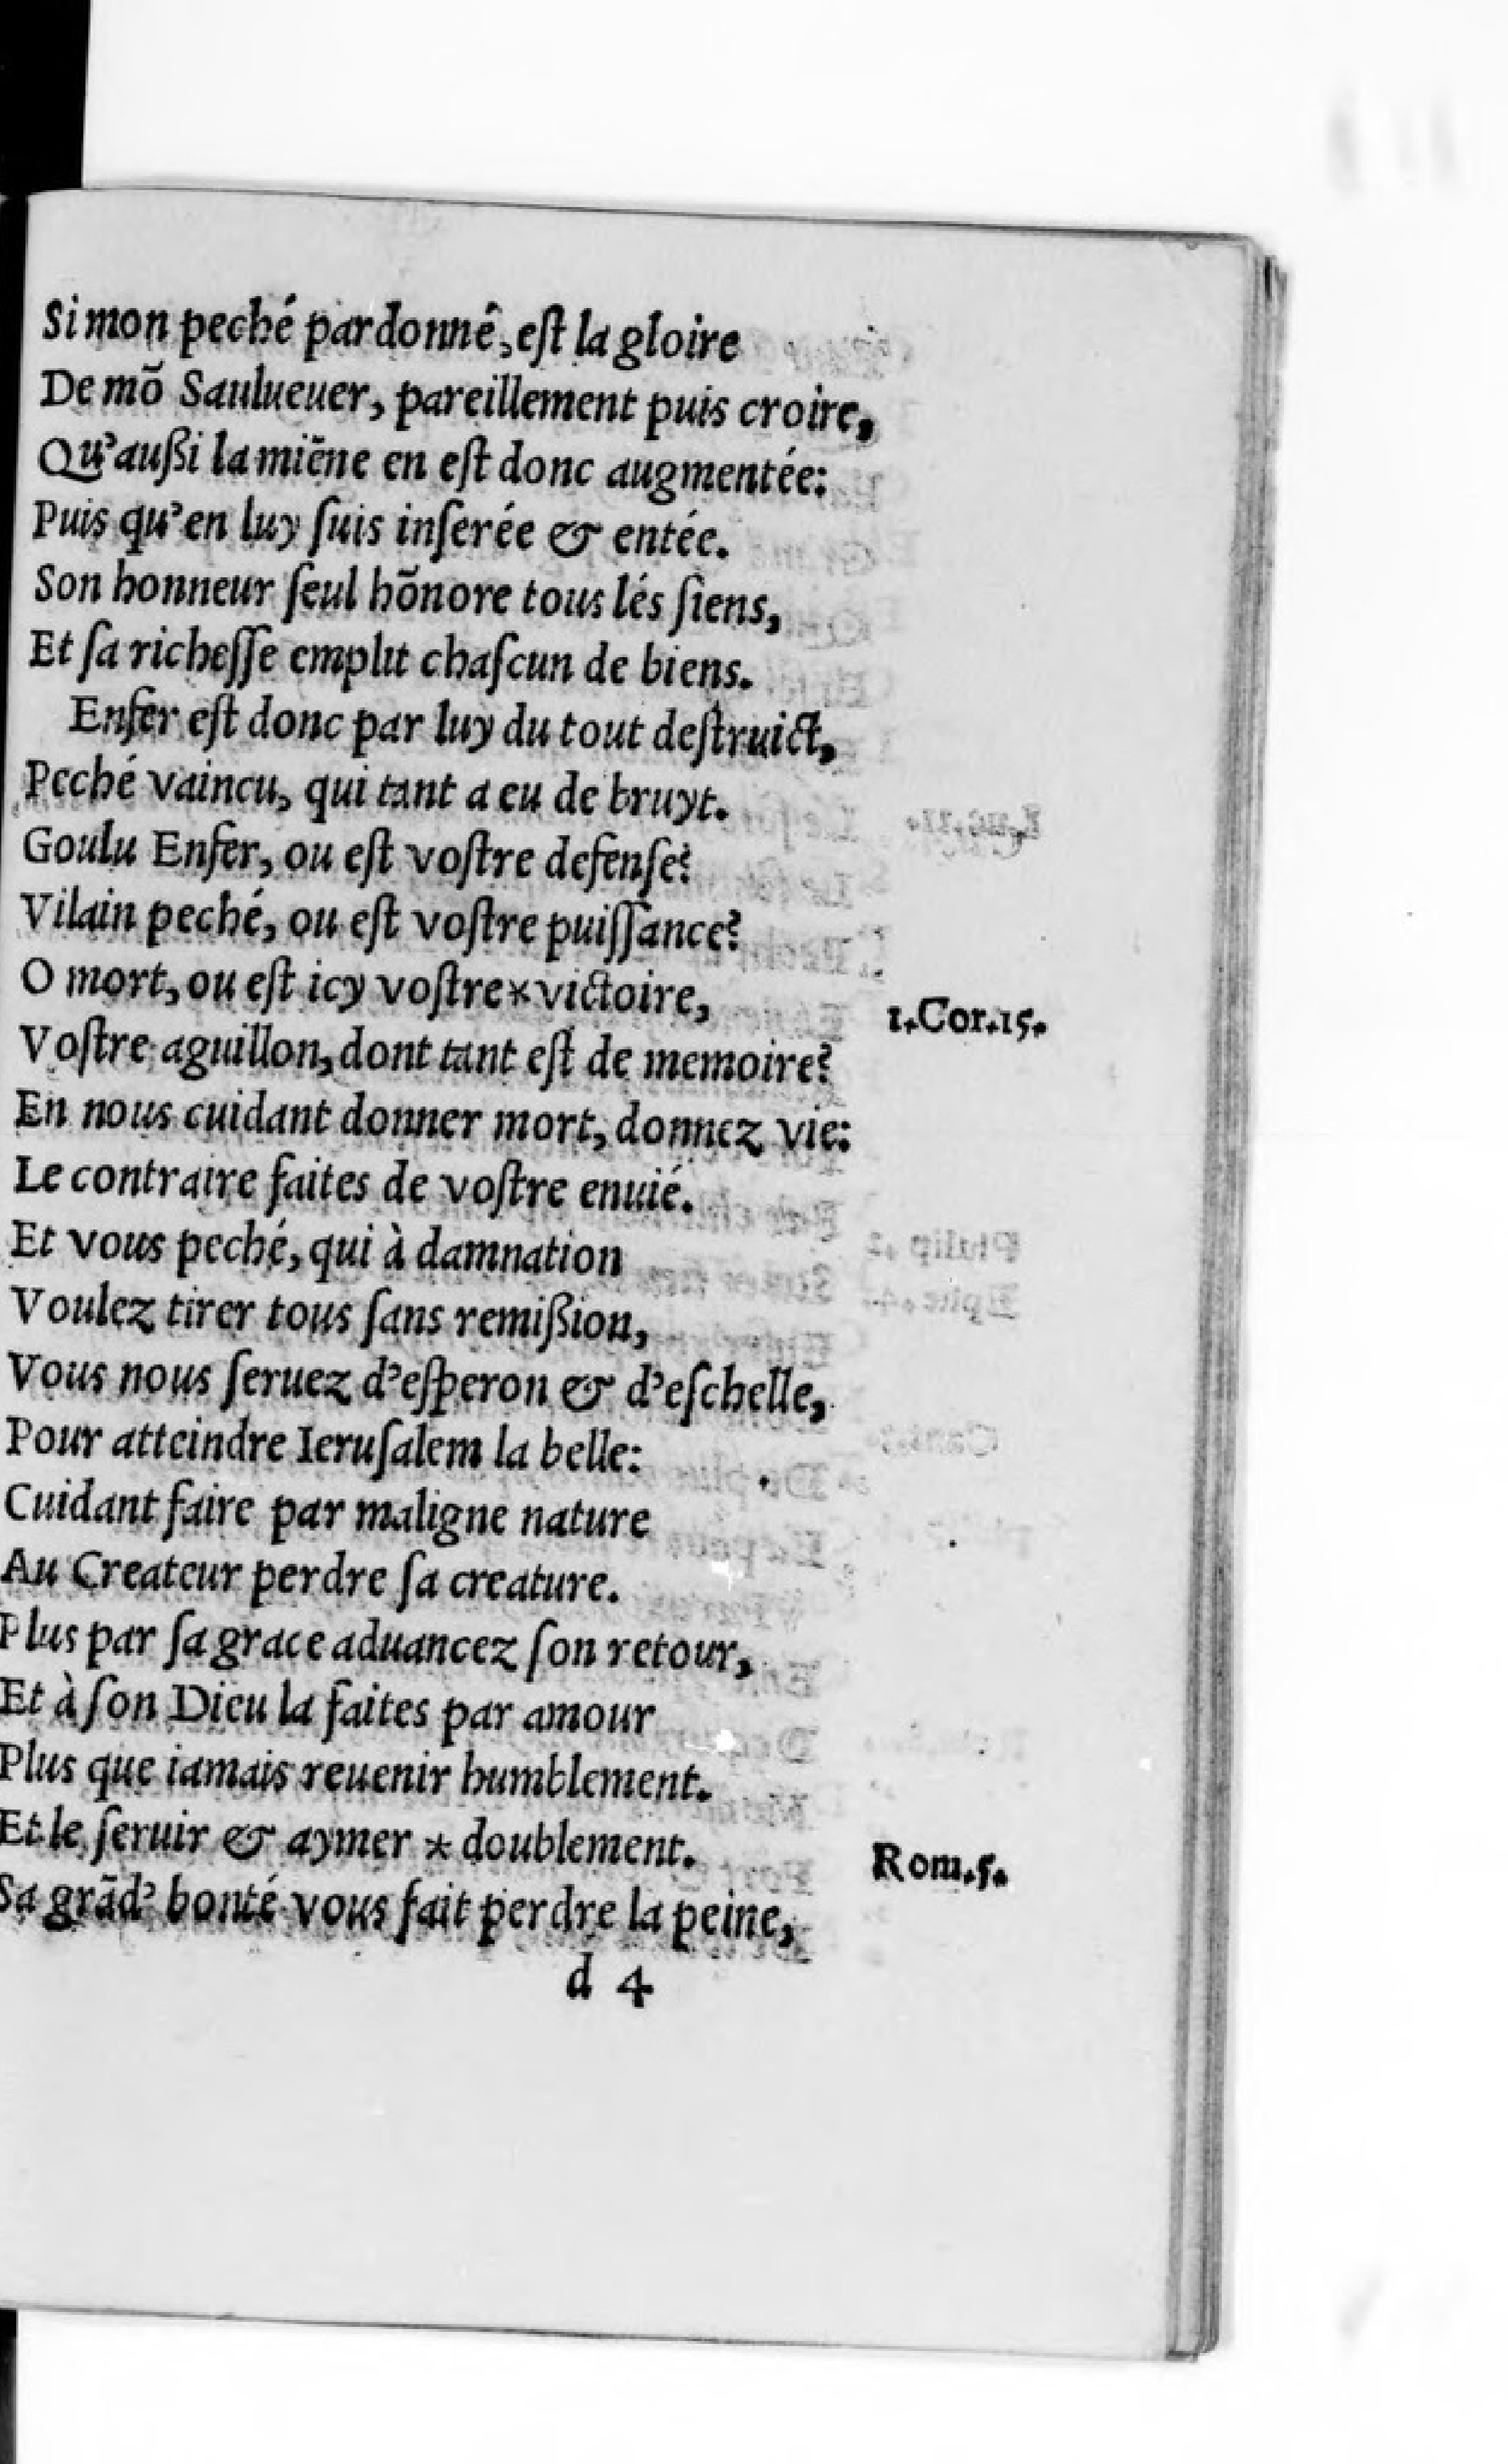 Si mon peché pardonné, eſt la gloire
De mõ Saulueuer, pareillement puis croire,
Qu'außi la miẽne en eſt donc augmentée:
Puis qu'en luy ſuis inſerée & entée.
Son honneur ſeul hõnore tous lés ſiens,
Et ſa richeſſe emplit chaſcun de biens.
Enfer eſt donc par luy du tout deſtruict,
Peché vaincu, qui tant a eu de bruyt.
Goulu Enfer, ou eſt voſtre defenſe?
Vilain peché, ou eſt voſtre puiſſance?
O mort, ou eſt icy voſtre * victoire, 1.Cor.15.
Voſtre aguillon, dont tant eſt de memoire?
En nous cuidant donner mort, donnez vie:
Le contraire faites de voſtre enuié.
Et vous peché, qui à damnation
Voulez tirer tous ſans remißion,
Vous nous ſeruez d'eſperon & d'eſchelle,
Pour atteindre Ieruſalem la belle:
Cuidant faire par maligne nature
Au Createur perdre ſa creature.
Plus par ſa grace aduancez ſon retour,
Et à ſon Dieu la faites par amour
Plus que iamais reuenir humblement.
Et le ſeruir & aymer * doublement. Rom.5.
Sa grãd' bonté vous fait perdre la peine,
d 4